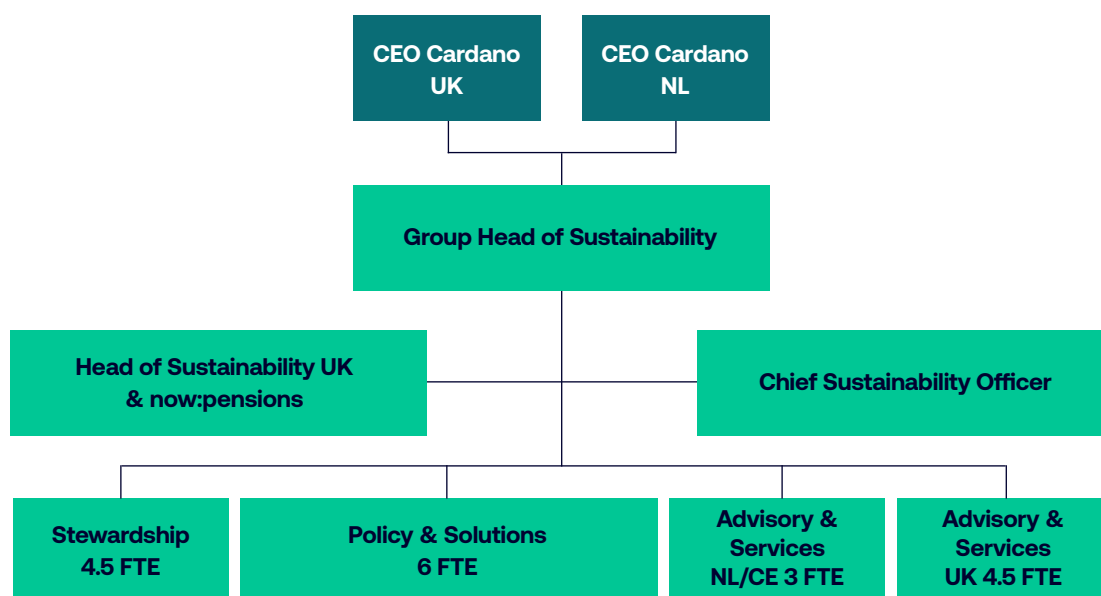 CEO Cardano
UK
CEO Cardano
NL
Group Head of Sustainability
Head of Sustainability UK
& now:pensions
Chief Sustainability Officer
Stewardship
4.5 FTE
Policy & Solutions
6 FTE
Advisory &
Services
NL/CE 3 FTE
Advisory &
Services
UK 4.5 FTE